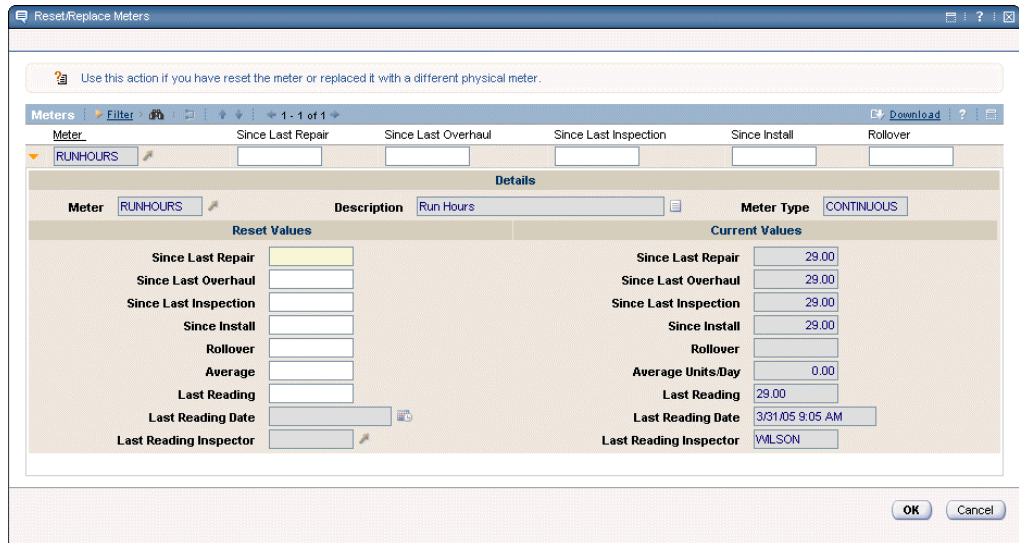 Reset/Replace Meters ?
Use this action if you have reset the meter or replaced it with a different physical meter.
Meters Filter 1 - 1 of 1 Download ?
Meter Since Last Repair Since Last Overhaul Since Last Inspection Since Install Rollover
RUNHOURS
Details
Meter RUNHOURS Description Run Hours Meter Type CONTINUOUS
Reset Values Current Values
Since Last Repair Since Last Repair 29.00
Since Last Overhaul Since Last Overhaul 29.00
Since Last Inspection Since Last Inspection 29.00
Since Install Since Install 29.00
Rollover Rollover
Average Average Units/Day 0.00
Last Reading Last Reading 29.00
Last Reading Date Last Reading Date 3/31/05 9:05 AM
Last Reading Inspector Last Reading Inspector WILSON
OK Cancel